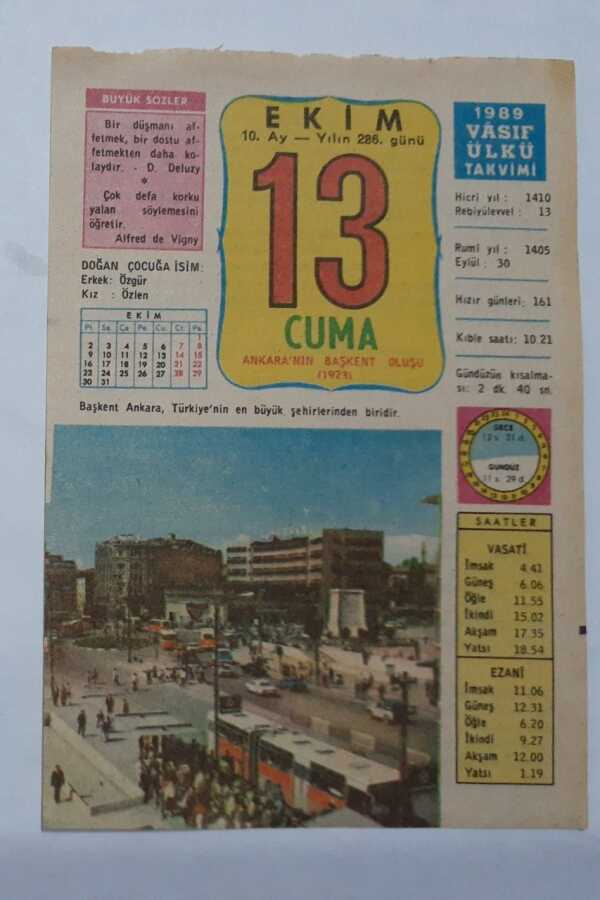 BÜYÜK SÖZLER
Bir düşmanı af-
fetmek, bir dostu af-
fetmekten daha ko-
laydır. - D. Deluzy
*
Çok defa korku
yalan söylemesini
öğretir.
Alfred de Vigny
DOĞAN ÇOCUĞA İSİM:
Erkek: Özgür
Kız : Özlen
EKİM
Pt. Sa. Ça. Pe. Cu. Ct. Pa.
1
2 3 4 5 6 7 8
9 10 11 12 13 14 15
16 17 18 19 20 21 22
23 24 25 26 27 28 29
30 31
EKİM
10. Ay — Yılın 286. günü
13
CUMA
ANKARA'NIN BAŞKENT OLUŞU
(1923)
1989
VÂSIF
ÜLKÜ
TAKVİMİ
Hicrî yıl : 1410
Rebiyülevvel : 13
Rumî yıl : 1405
Eylül : 30
Hızır günleri: 161
Kıble saati: 10.21
Gündüzün kısalma-
sı: 2 dk. 40 sn.
GECE
12 s. 31 d.
GÜNDÜZ
11 s. 29 d.
SAATLER
VASATİ
İmsak 4.41
Güneş 6.06
Öğle 11.55
İkindi 15.02
Akşam 17.35
Yatsı 18.54
EZANİ
İmsak 11.06
Güneş 12.31
Öğle 6.20
İkindi 9.27
Akşam 12.00
Yatsı 1.19
Başkent Ankara, Türkiye'nin en büyük şehirlerinden biridir.